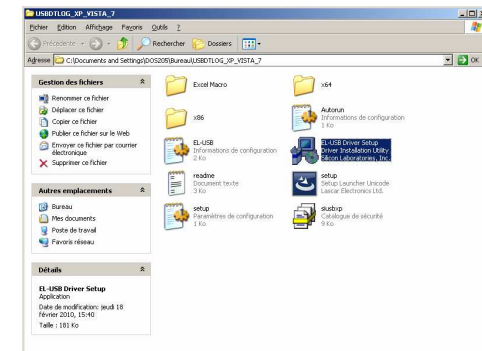 USBDTLOG_XP_VISTA_7
Fichier Edition Affichage Favoris Outils ?
Précédente Rechercher Dossiers
Adresse C:\Documents and Settings\DOS205\Bureau\USBDTLOG_XP_VISTA_7 OK
Gestion des fichiers
Renommer ce fichier
Déplacer ce fichier
Copier ce fichier
Publier ce fichier sur le Web
Envoyer ce fichier par courrier
électronique
Supprimer ce fichier
Autres emplacements
Bureau
Mes documents
Poste de travail
Favoris réseau
Détails
EL-USB Driver Setup
Application
Date de modification: jeudi 18
février 2010, 15:40
Taille : 181 Ko
Excel Macro
x64
x86
Autorun
Informations de configuration
1 Ko
EL-USB
Informations de configuration
2 Ko
EL-USB Driver Setup
Driver Installation Utility
Silicon Laboratories, Inc.
readme
Document texte
3 Ko
setup
Setup Launcher Unicode
Lascar Electronics Ltd.
setup
Paramètres de configuration
1 Ko
siusbxp
Catalogue de sécurité
9 Ko